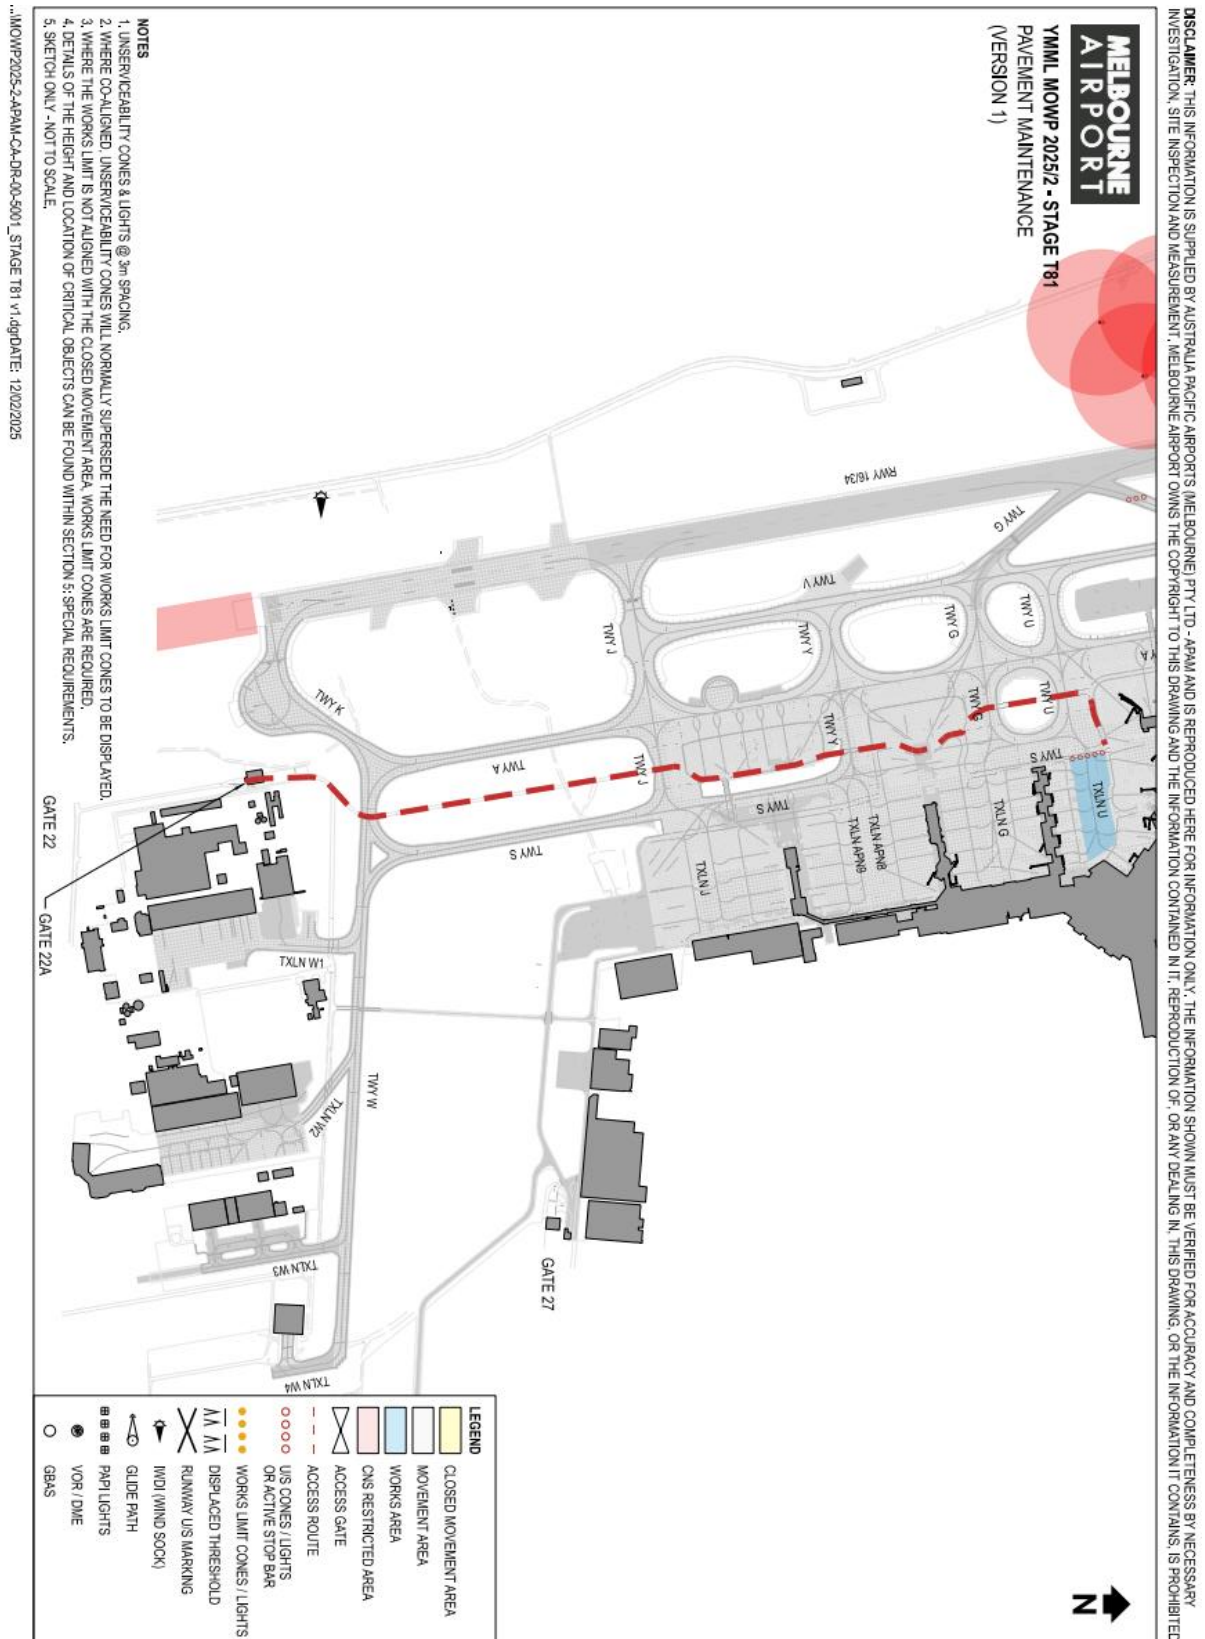 DISCLAIMER: THIS INFORMATION IS SUPPLIED BY AUSTRALIA PACIFIC AIRPORTS (MELBOURNE) PTY LTD - APAM AND IS REPRODUCED HERE FOR INFORMATION ONLY. THE INFORMATION SHOWN MUST BE VERIFIED FOR ACCURACY AND COMPLETENESS BY NECESSARY
INVESTIGATION, SITE INSPECTION AND MEASUREMENT. MELBOURNE AIRPORT OWNS THE COPYRIGHT TO THIS DRAWING AND THE INFORMATION CONTAINED IN IT. REPRODUCTION OF, OR ANY DEALING IN, THIS DRAWING, OR THE INFORMATION IT CONTAINS, IS PROHIBITED
MELBOURNE
AIRPORT
YMML MOWP 2025/2 - STAGE T81
PAVEMENT MAINTENANCE
(VERSION 1)
N
RWY 16/34
TWY G
TWY V
TWY U
TWY G
TWY Y
TWY J
TWY A
TWY U
TWY G
TWY Y
TWY S
TXLN U
TXLN G
TXLN APN8
TXLN APN8
TWY S
TWY J
TXLN J
TWY K
TWY A
TWY S
TXLN W1
TWY W
TXLN W2
TXLN W3
TXLN W4
GATE 27
GATE 22
GATE 22A
LEGEND
CLOSED MOVEMENT AREA
MOVEMENT AREA
WORKS AREA
CNS RESTRICTED AREA
ACCESS GATE
ACCESS ROUTE
U/S CONES / LIGHTS
OR ACTIVE STOP BAR
WORKS LIMIT CONES / LIGHTS
DISPLACED THRESHOLD
RUNWAY U/S MARKING
IWDI (WIND SOCK)
GLIDE PATH
PAPI LIGHTS
VOR / DME
GBAS
NOTES
1. UNSERVICEABILITY CONES & LIGHTS @ 3m SPACING.
2. WHERE CO-ALIGNED, UNSERVICEABILITY CONES WILL NORMALLY SUPERSEDE THE NEED FOR WORKS LIMIT CONES TO BE DISPLAYED.
3. WHERE THE WORKS LIMIT IS NOT ALIGNED WITH THE CLOSED MOVEMENT AREA, WORKS LIMIT CONES ARE REQUIRED.
4. DETAILS OF THE HEIGHT AND LOCATION OF CRITICAL OBJECTS CAN BE FOUND WITHIN SECTION 5: SPECIAL REQUIREMENTS.
5. SKETCH ONLY - NOT TO SCALE.
...\MOWP2025-2-APAM-CA-DR-00-5001_STAGE T81 v1.dgnDATE: 12/02/2025